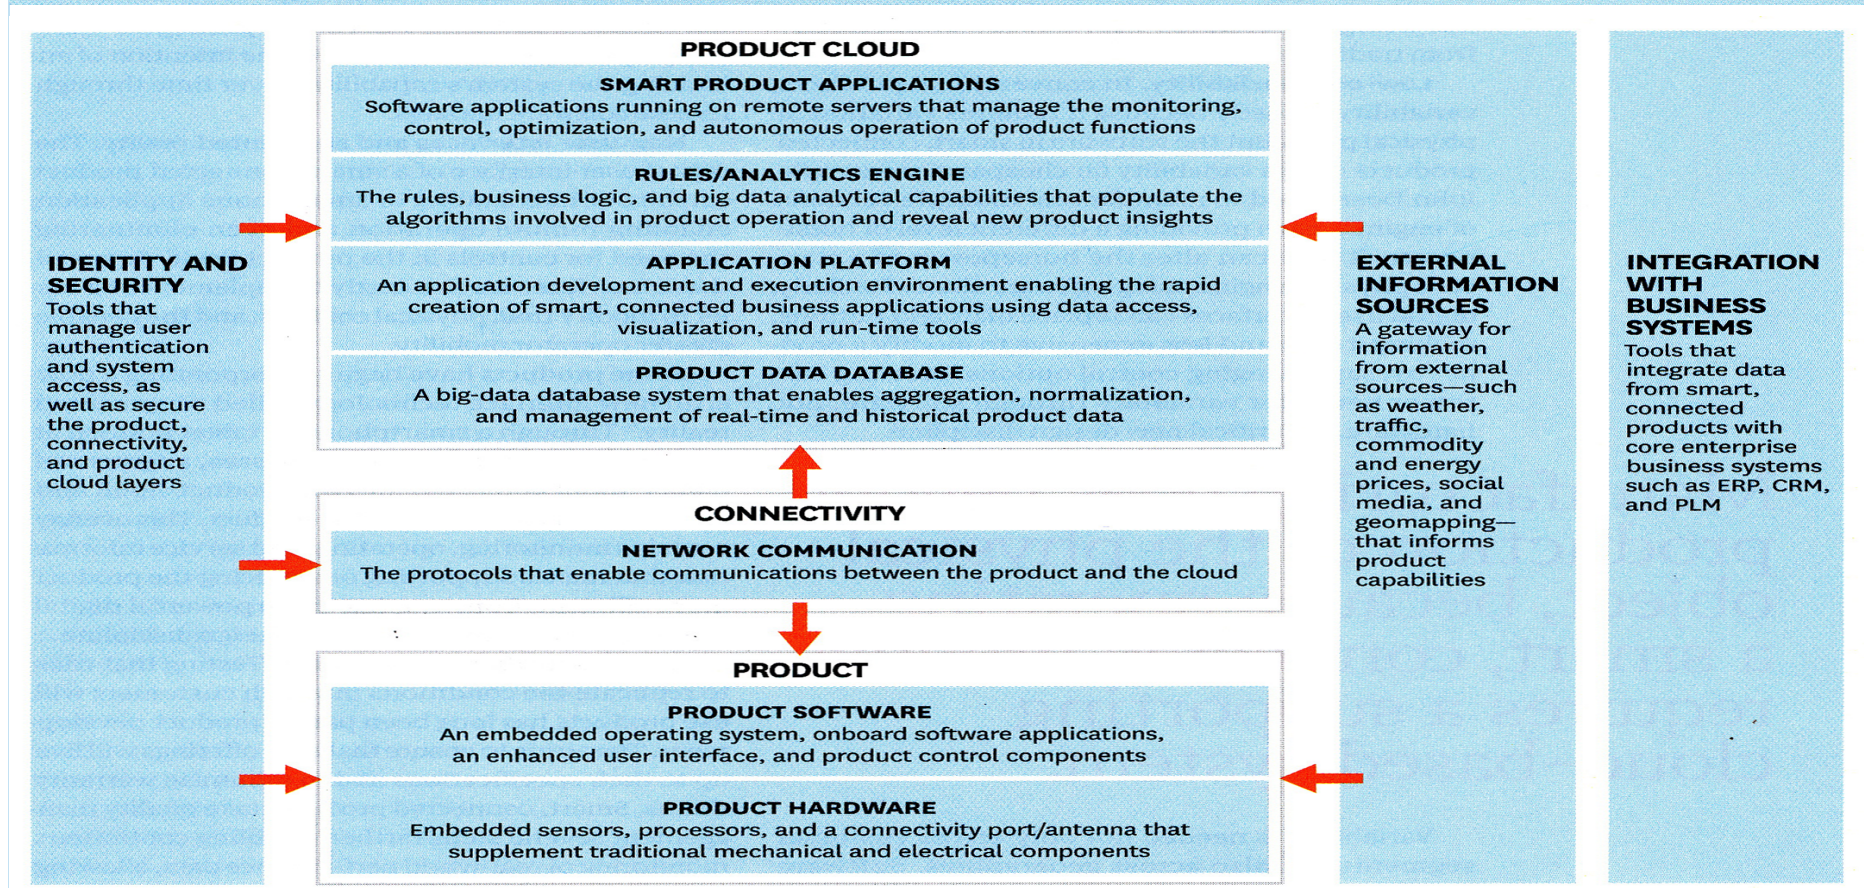 PRODUCT CLOUD
SMART PRODUCT APPLICATIONS
Software applications running on remote servers that manage the monitoring,
control, optimization, and autonomous operation of product functions
RULES/ANALYTICS ENGINE
The rules, business logic, and big data analytical capabilities that populate the
algorithms involved in product operation and reveal new product insights
APPLICATION PLATFORM
An application development and execution environment enabling the rapid
creation of smart, connected business applications using data access,
visualization, and run-time tools
PRODUCT DATA DATABASE
A big-data database system that enables aggregation, normalization,
and management of real-time and historical product data
CONNECTIVITY
NETWORK COMMUNICATION
The protocols that enable communications between the product and the cloud
PRODUCT
PRODUCT SOFTWARE
An embedded operating system, onboard software applications,
an enhanced user interface, and product control components
PRODUCT HARDWARE
Embedded sensors, processors, and a connectivity port/antenna that
supplement traditional mechanical and electrical components
IDENTITY AND
SECURITY
Tools that
manage user
authentication
and system
access, as
well as secure
the product,
connectivity,
and product
cloud layers
EXTERNAL
INFORMATION
SOURCES
A gateway for
information
from external
sources—such
as weather,
traffic,
commodity
and energy
prices, social
media, and
geomapping—
that informs
product
capabilities
INTEGRATION
WITH
BUSINESS
SYSTEMS
Tools that
integrate data
from smart,
connected
products with
core enterprise
business systems
such as ERP, CRM,
and PLM